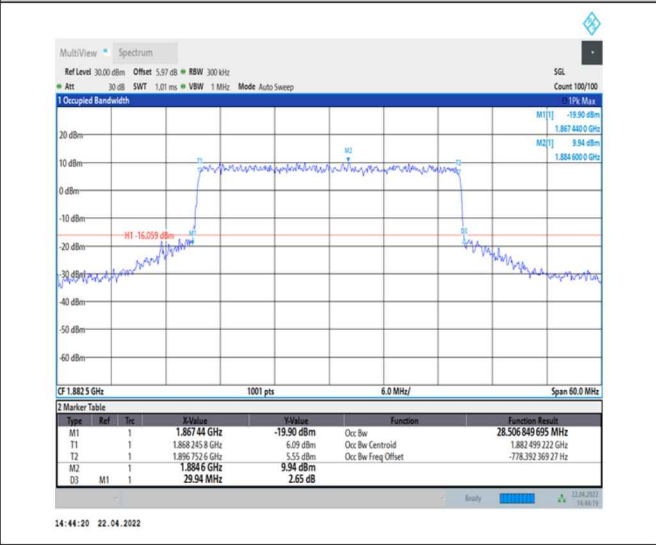 MultiView Spectrum
Ref Level 30.00 dBm Offset 5.97 dB RBW 300 kHz SGL
Att 30 dB SWT 1.01 ms VBW 1 MHz Mode Auto Sweep Count 100/100
1 Occupied Bandwidth 1Pk Max
M1[1] -19.90 dBm
1.867 440 0 GHz
M2[1] 9.94 dBm
1.884 600 0 GHz
20 dBm
M2
T1 T2
10 dBm
0 dBm
-10 dBm
H1 -16.059 dBm M1 D3
-20 dBm
-30 dBm
-40 dBm
-50 dBm
-60 dBm
CF 1.882 5 GHz 1001 pts 6.0 MHz/ Span 60.0 MHz
2 Marker Table
Type Ref Trc X-Value Y-Value Function Function Result
M1 1 1.867 44 GHz -19.90 dBm Occ Bw 28.506 849 695 MHz
T1 1 1.868 245 8 GHz 6.09 dBm Occ Bw Centroid 1.882 499 222 GHz
T2 1 1.896 752 6 GHz 5.55 dBm Occ Bw Freq Offset -778.392 369 27 Hz
M2 1 1.884 6 GHz 9.94 dBm
D3 M1 1 29.94 MHz 2.65 dB
Ready 22.04.2022
14:44:19
14:44:20 22.04.2022